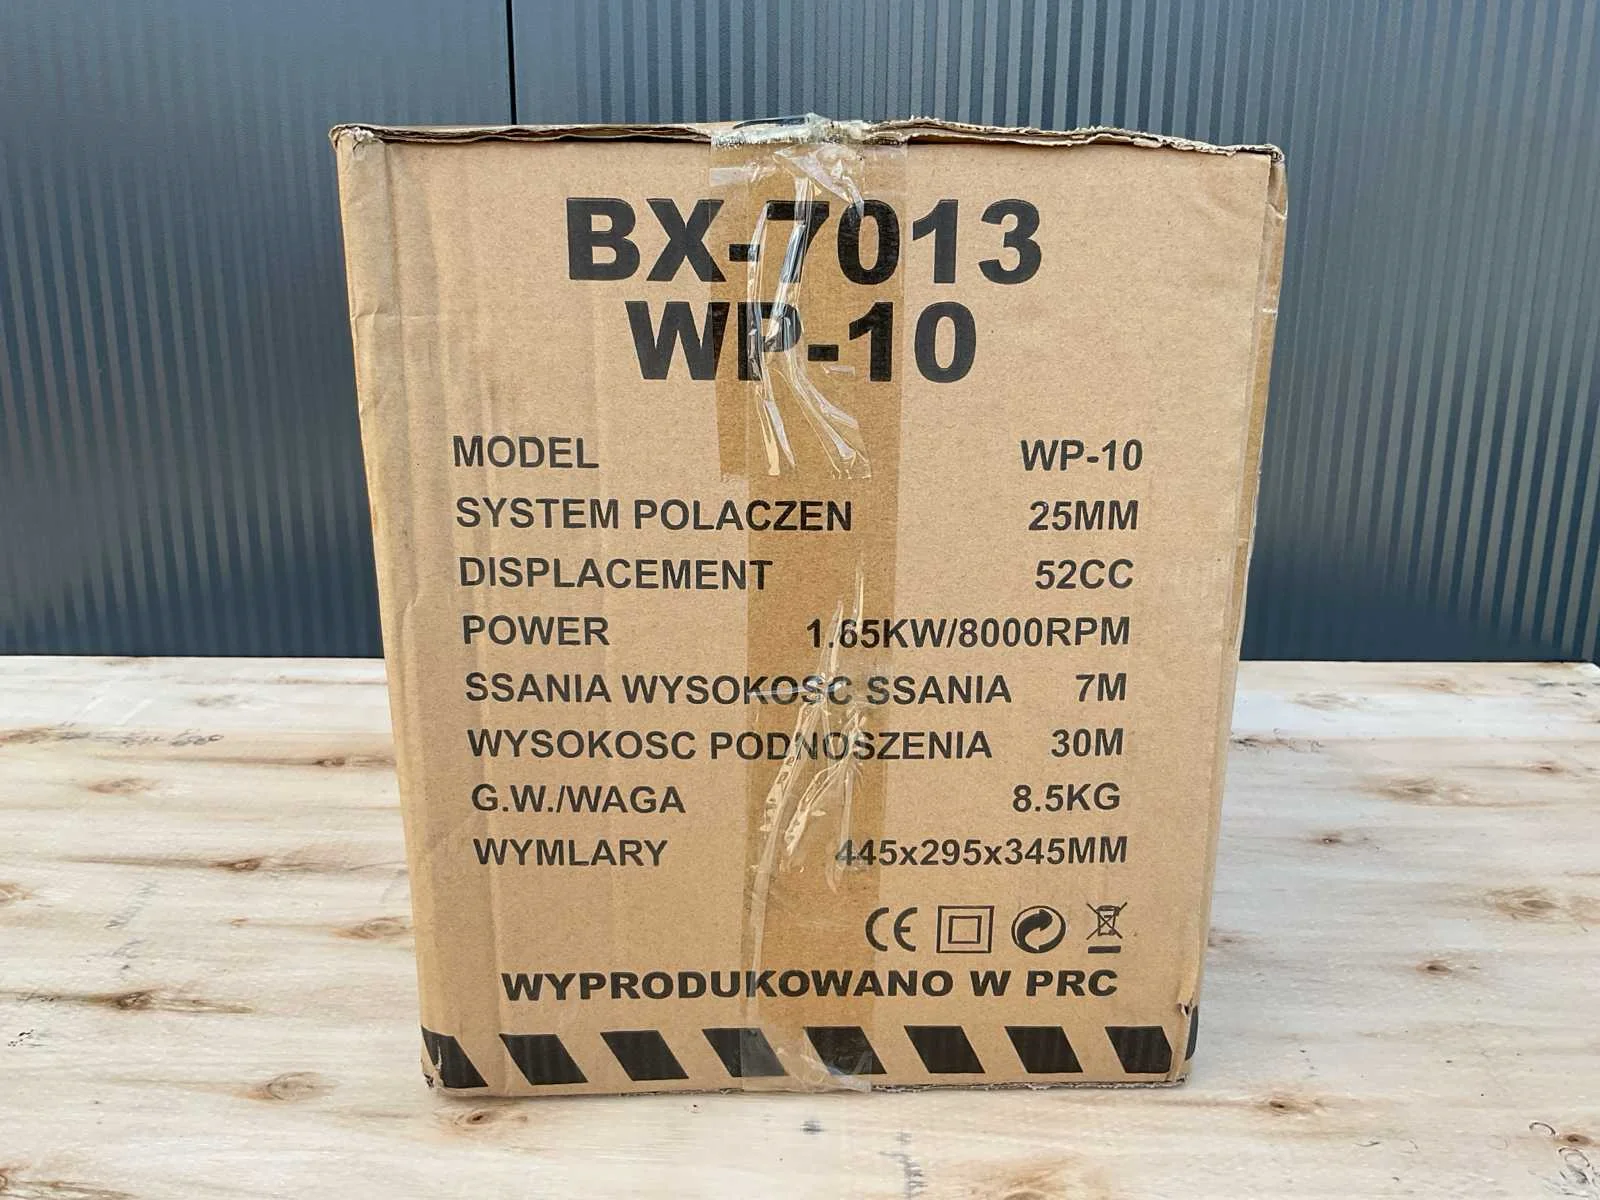 BX-7013
WP-10
MODEL WP-10
SYSTEM POLACZEN 25MM
DISPLACEMENT 52CC
POWER 1.65KW/8000RPM
SSANIA WYSOKOSC SSANIA 7M
WYSOKOSC PODNOSZENIA 30M
G.W./WAGA 8.5KG
WYMLARY 445x295x345MM
CE
WYPRODUKOWANO W PRC